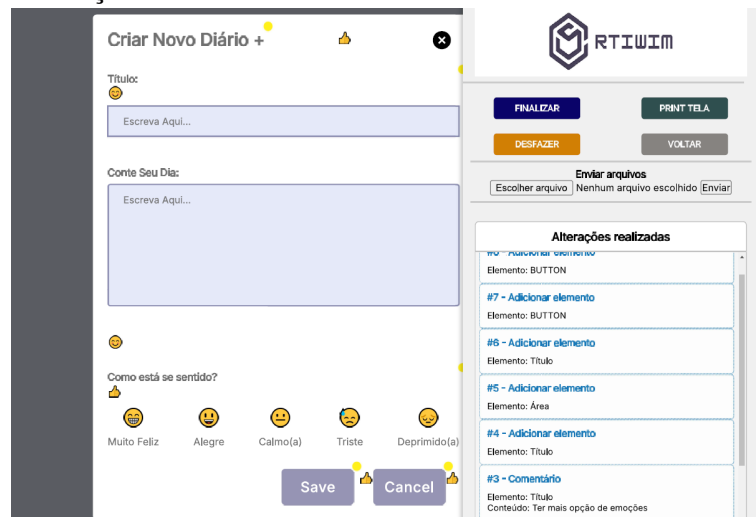 Criar Novo Diário +
Título:
Escreva Aqui...
Conte Seu Dia:
Escreva Aqui...
Como está se sentido?
Muito Feliz
Alegre
Calmo(a)
Triste
Deprimido(a)
Save
Cancel
RTIWIM
FINALIZAR
PRINT TELA
DESFAZER
VOLTAR
Enviar arquivos
Escolher arquivo Nenhum arquivo escolhido Enviar
Alterações realizadas
Adicionar elemento
Elemento: BUTTON
#7 - Adicionar elemento
Elemento: BUTTON
#6 - Adicionar elemento
Elemento: Título
#5 - Adicionar elemento
Elemento: Área
#4 - Adicionar elemento
Elemento: Título
#3 - Comentário
Elemento: Título
Conteúdo: Ter mais opção de emoções